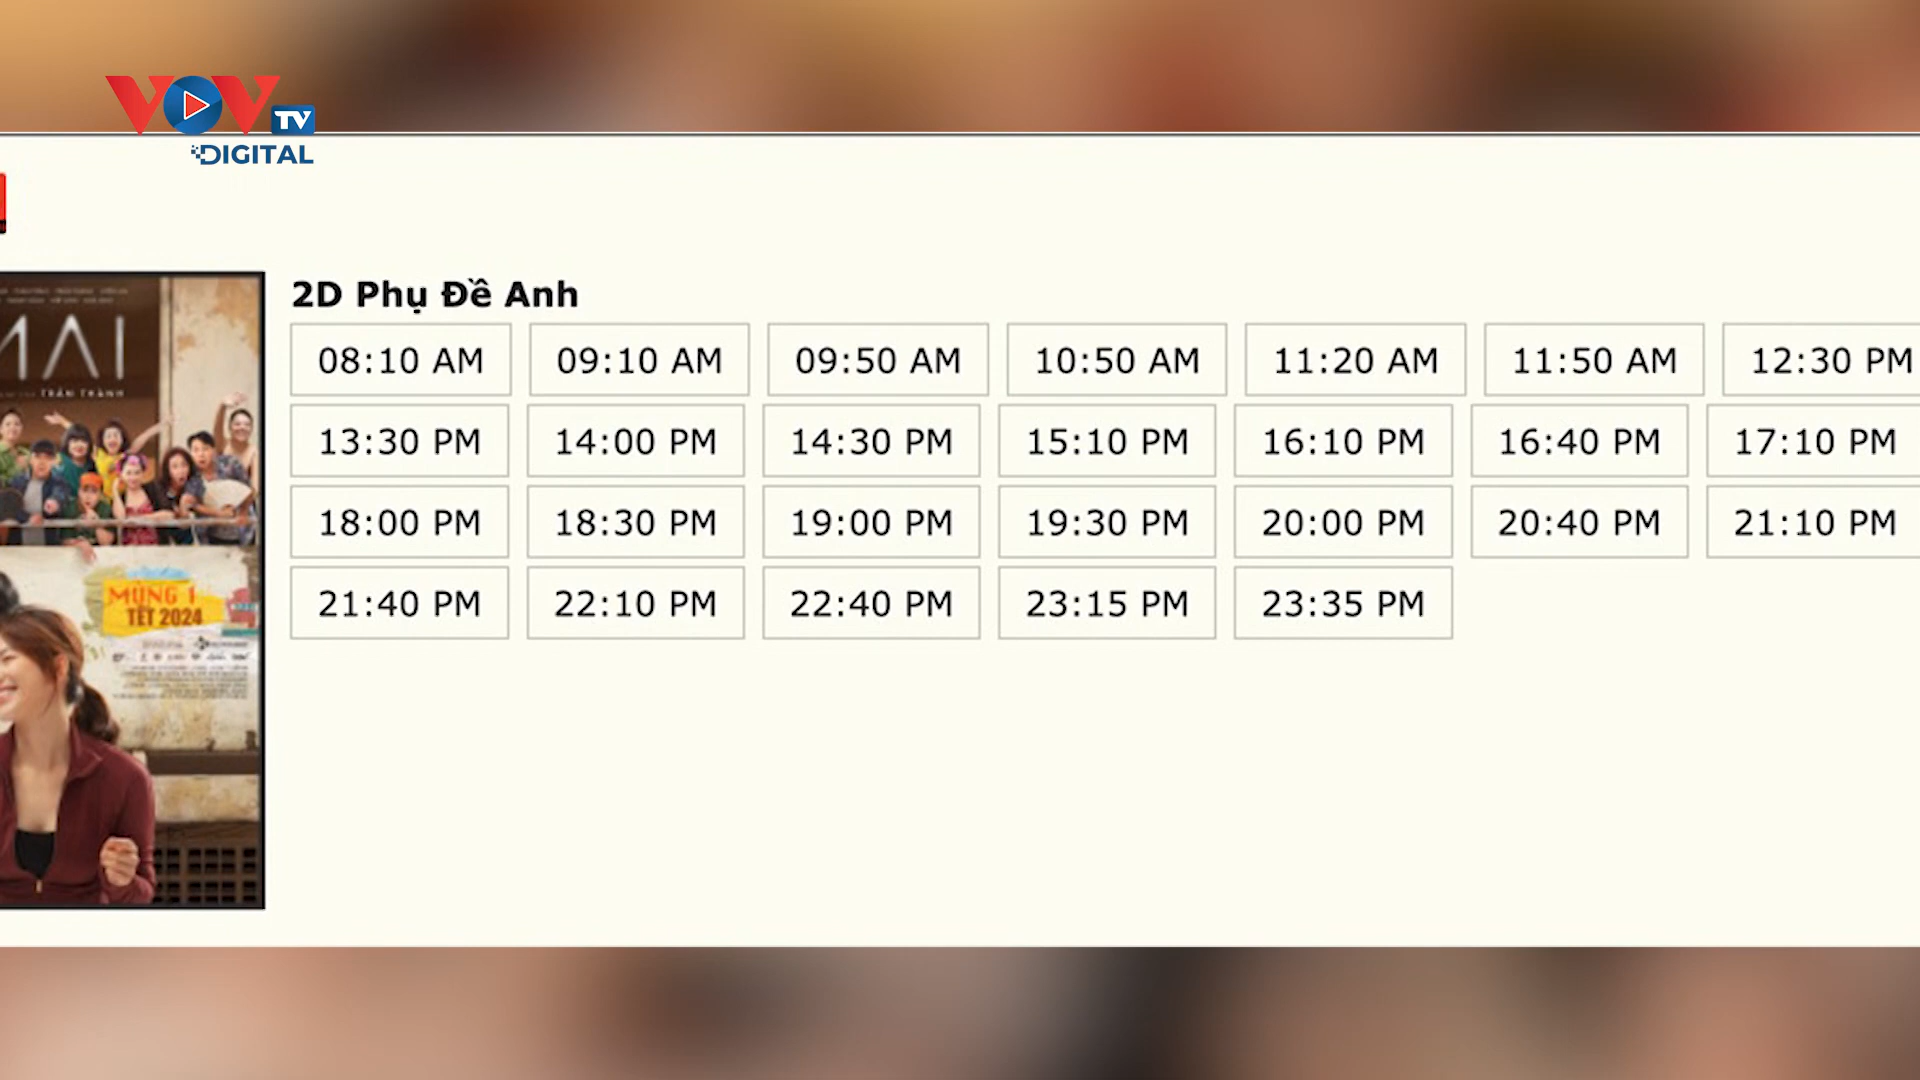 VOV TV
DIGITAL
MAI
TRẤN THÀNH
MÙNG 1
TẾT 2024
2D Phụ Đề Anh
08:10 AM 09:10 AM 09:50 AM 10:50 AM 11:20 AM 11:50 AM 12:30 PM
13:30 PM 14:00 PM 14:30 PM 15:10 PM 16:10 PM 16:40 PM 17:10 PM
18:00 PM 18:30 PM 19:00 PM 19:30 PM 20:00 PM 20:40 PM 21:10 PM
21:40 PM 22:10 PM 22:40 PM 23:15 PM 23:35 PM